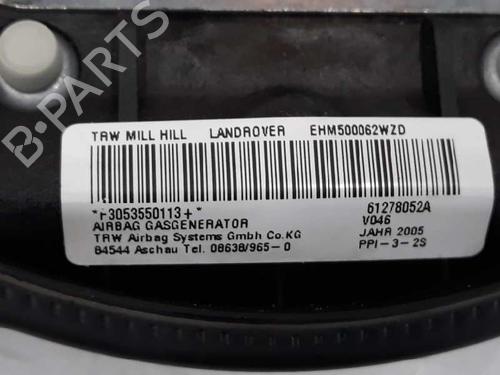 B-PARTS
TRW MILL HILL LANDROVER EHM500062WZD
*+3053550113+* 61278052A
AIRBAG GASGENERATOR V046
TRW Airbag Systems Gmbh Co.KG JAHR 2005
84544 Aschau Tel. 08638/965-0 PPI-3-2S